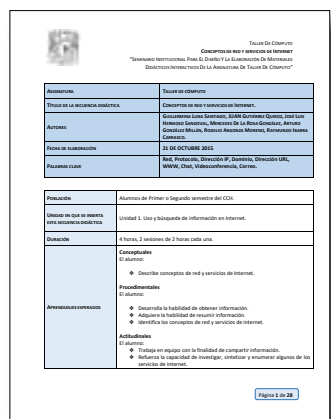 TALLER DE CÓMPUTO
CONCEPTOS DE RED Y SERVICIOS DE INTERNET
"SEMINARIO INSTITUCIONAL PARA EL DISEÑO Y LA ELABORACIÓN DE MATERIALES
DIDÁCTICOS INTERACTIVOS DE LA ASIGNATURA DE TALLER DE CÓMPUTO"
ASIGNATURA TALLER DE CÓMPUTO
TÍTULO DE LA SECUENCIA DIDÁCTICA CONCEPTOS DE RED Y SERVICIOS DE INTERNET.
AUTORES
GUILLERMINA LUNA SANTIAGO, JUAN GUTIÉRREZ QUIROZ, JOSÉ LUIS
HERMOSO SANDOVAL, MERCEDES DE LA ROSA GONZÁLEZ, ARTURO
GONZÁLEZ MILLÁN, ROGELIO ARGONZA MORENO, RAYMUNDO IBARRA
CARRASCO.
FECHA DE ELABORACIÓN 21 DE OCTUBRE 2015
PALABRAS CLAVE
Red, Protocolo, Dirección IP, Dominio, Dirección URL,
WWW, Chat, Videoconferencia, Correo.
POBLACIÓN Alumnos de Primer o Segundo semestre del CCH.
UNIDAD EN QUE SE INSERTA
ESTA SECUENCIA DIDÁCTICA
Unidad 1. Uso y búsqueda de información en Internet.
DURACIÓN 4 horas, 2 sesiones de 2 horas cada una.
APRENDIZAJES ESPERADOS
Conceptuales
El alumno:
❖ Describe conceptos de red y servicios de Internet.
Procedimentales
El alumno:
❖ Desarrolla la habilidad de obtener información.
❖ Adquiere la habilidad de resumir información.
❖ Identifica los conceptos de red y servicios de internet.
Actitudinales
El alumno:
❖ Trabaja en equipo con la finalidad de compartir información.
❖ Refuerza la capacidad de investigar, sintetizar y enumerar algunos de los
servicios de Internet.
Página 1 de 28